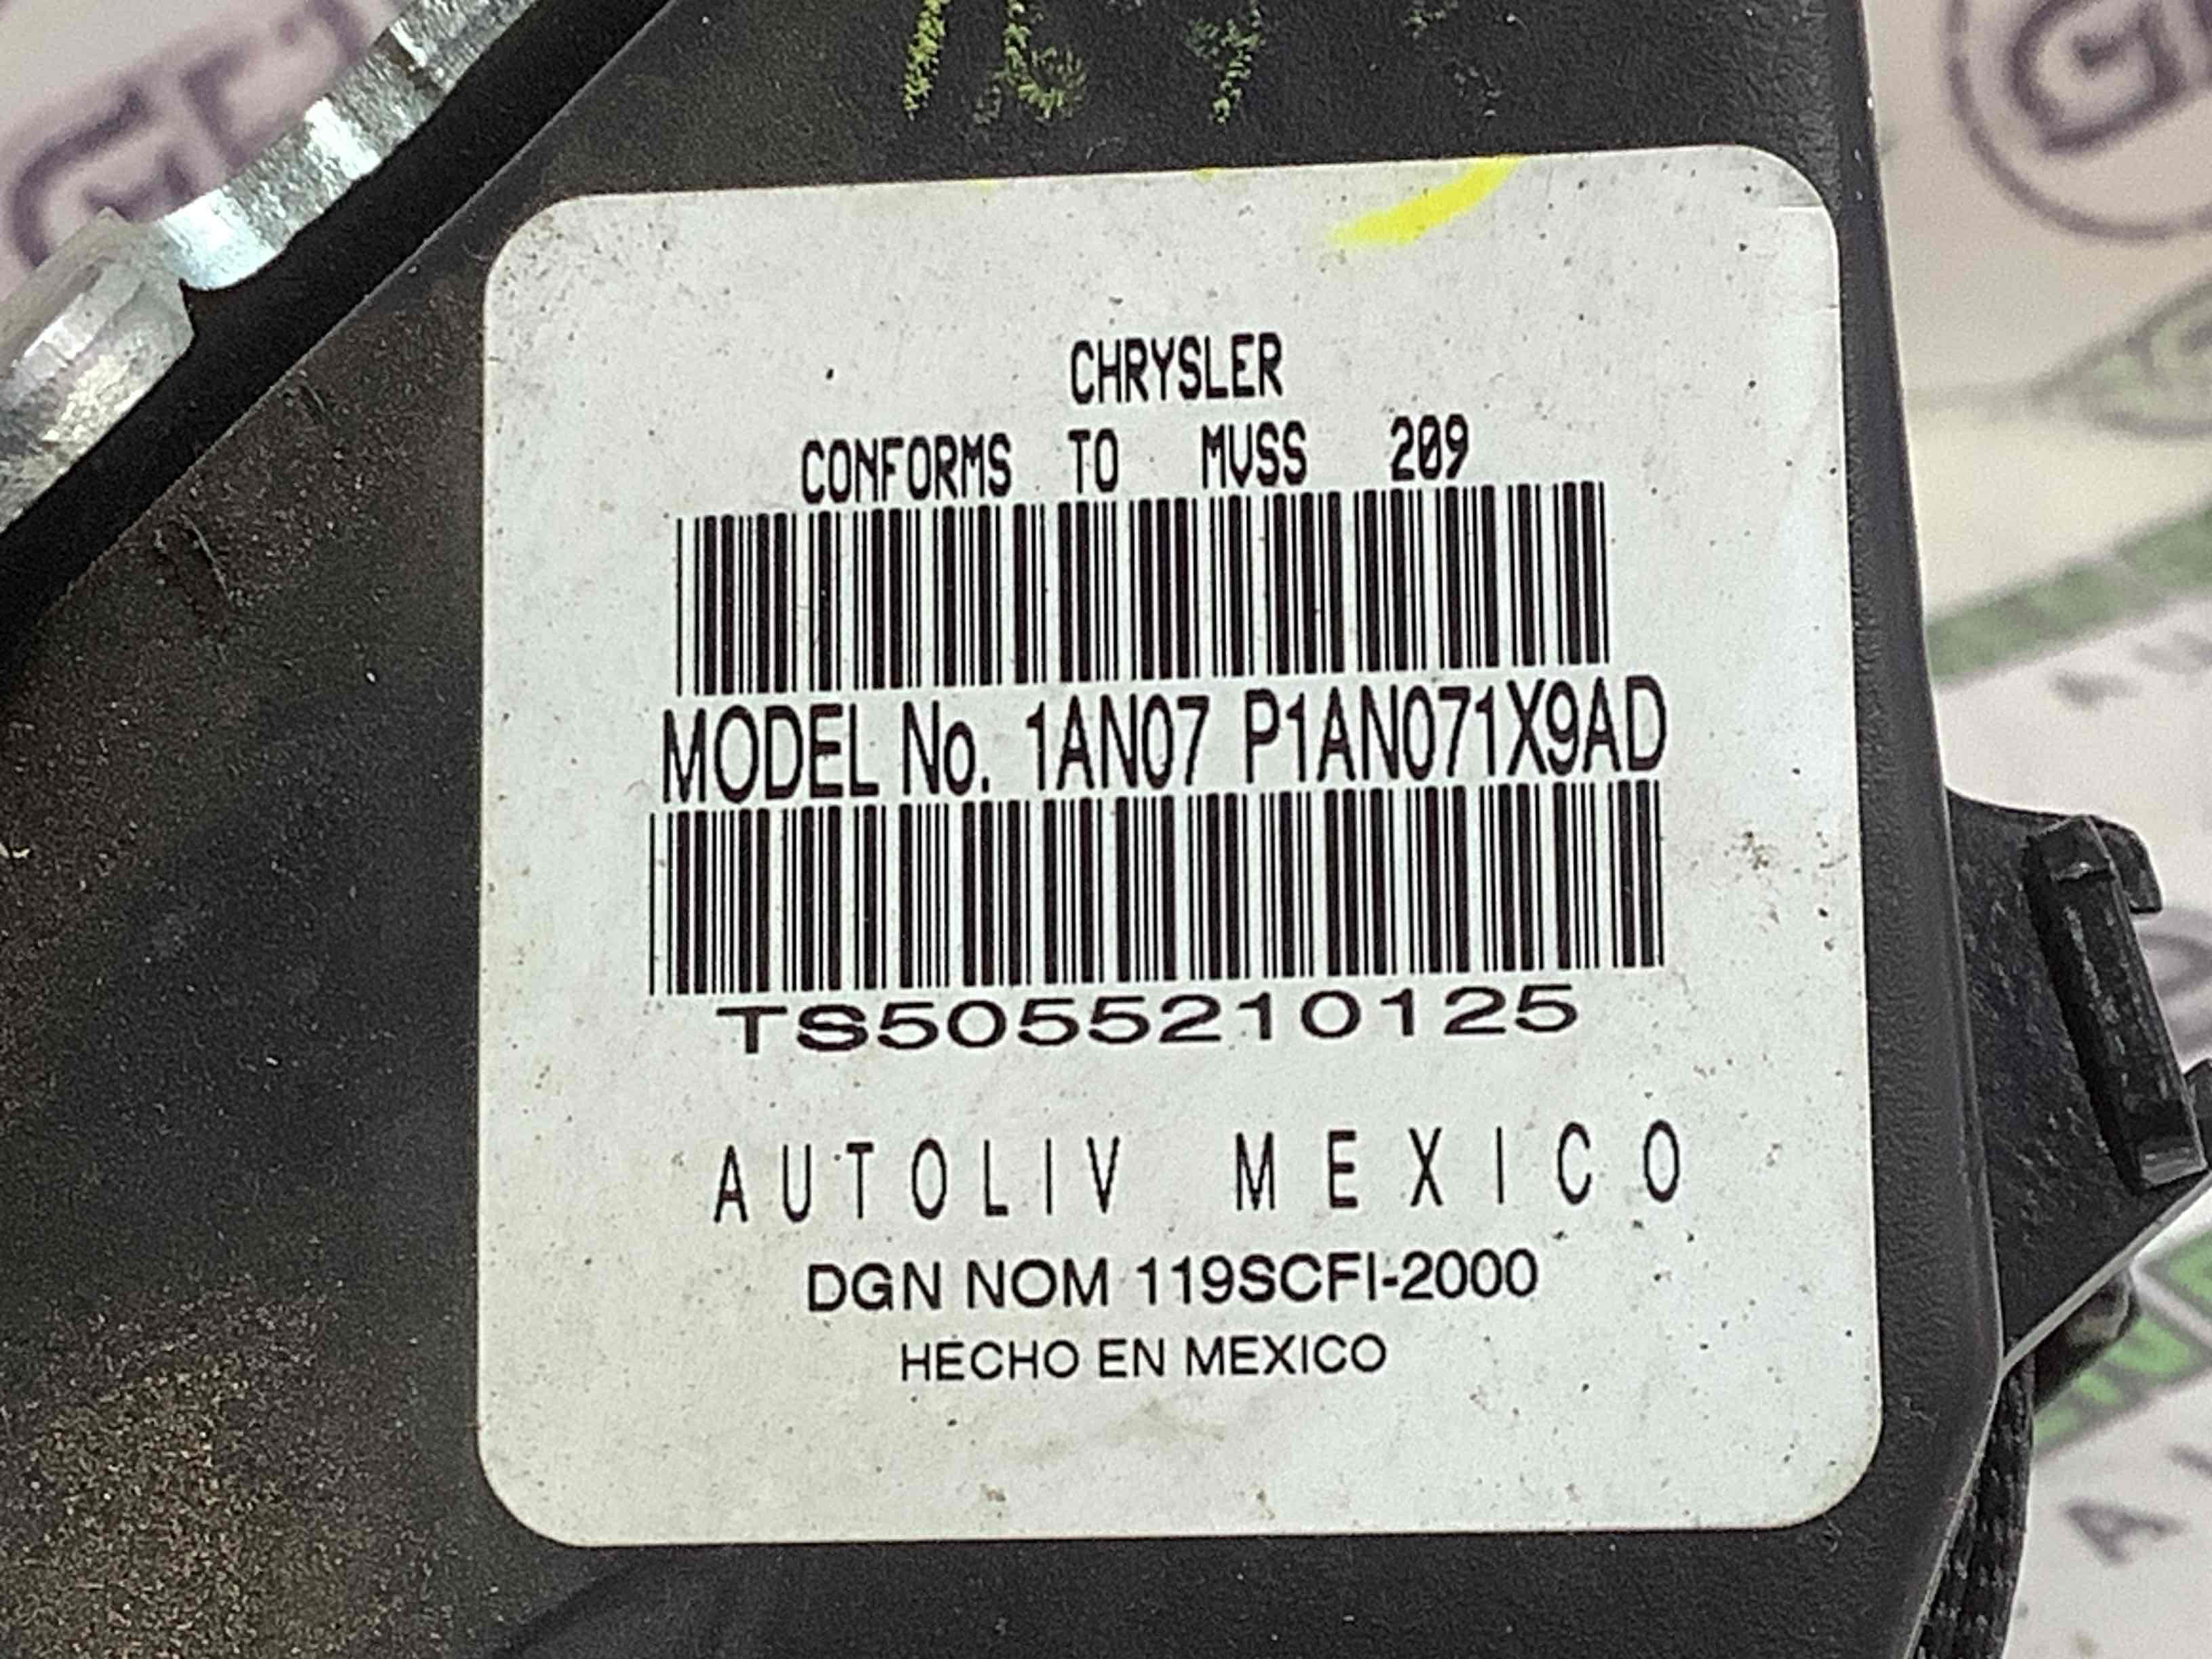 CHRYSLER
CONFORMS TO MVSS 209
MODEL No. 1AN07 P1AN071X9AD
TS5055210125
AUTOLIV MEXICO
DGN NOM 119SCFI-2000
HECHO EN MEXICO